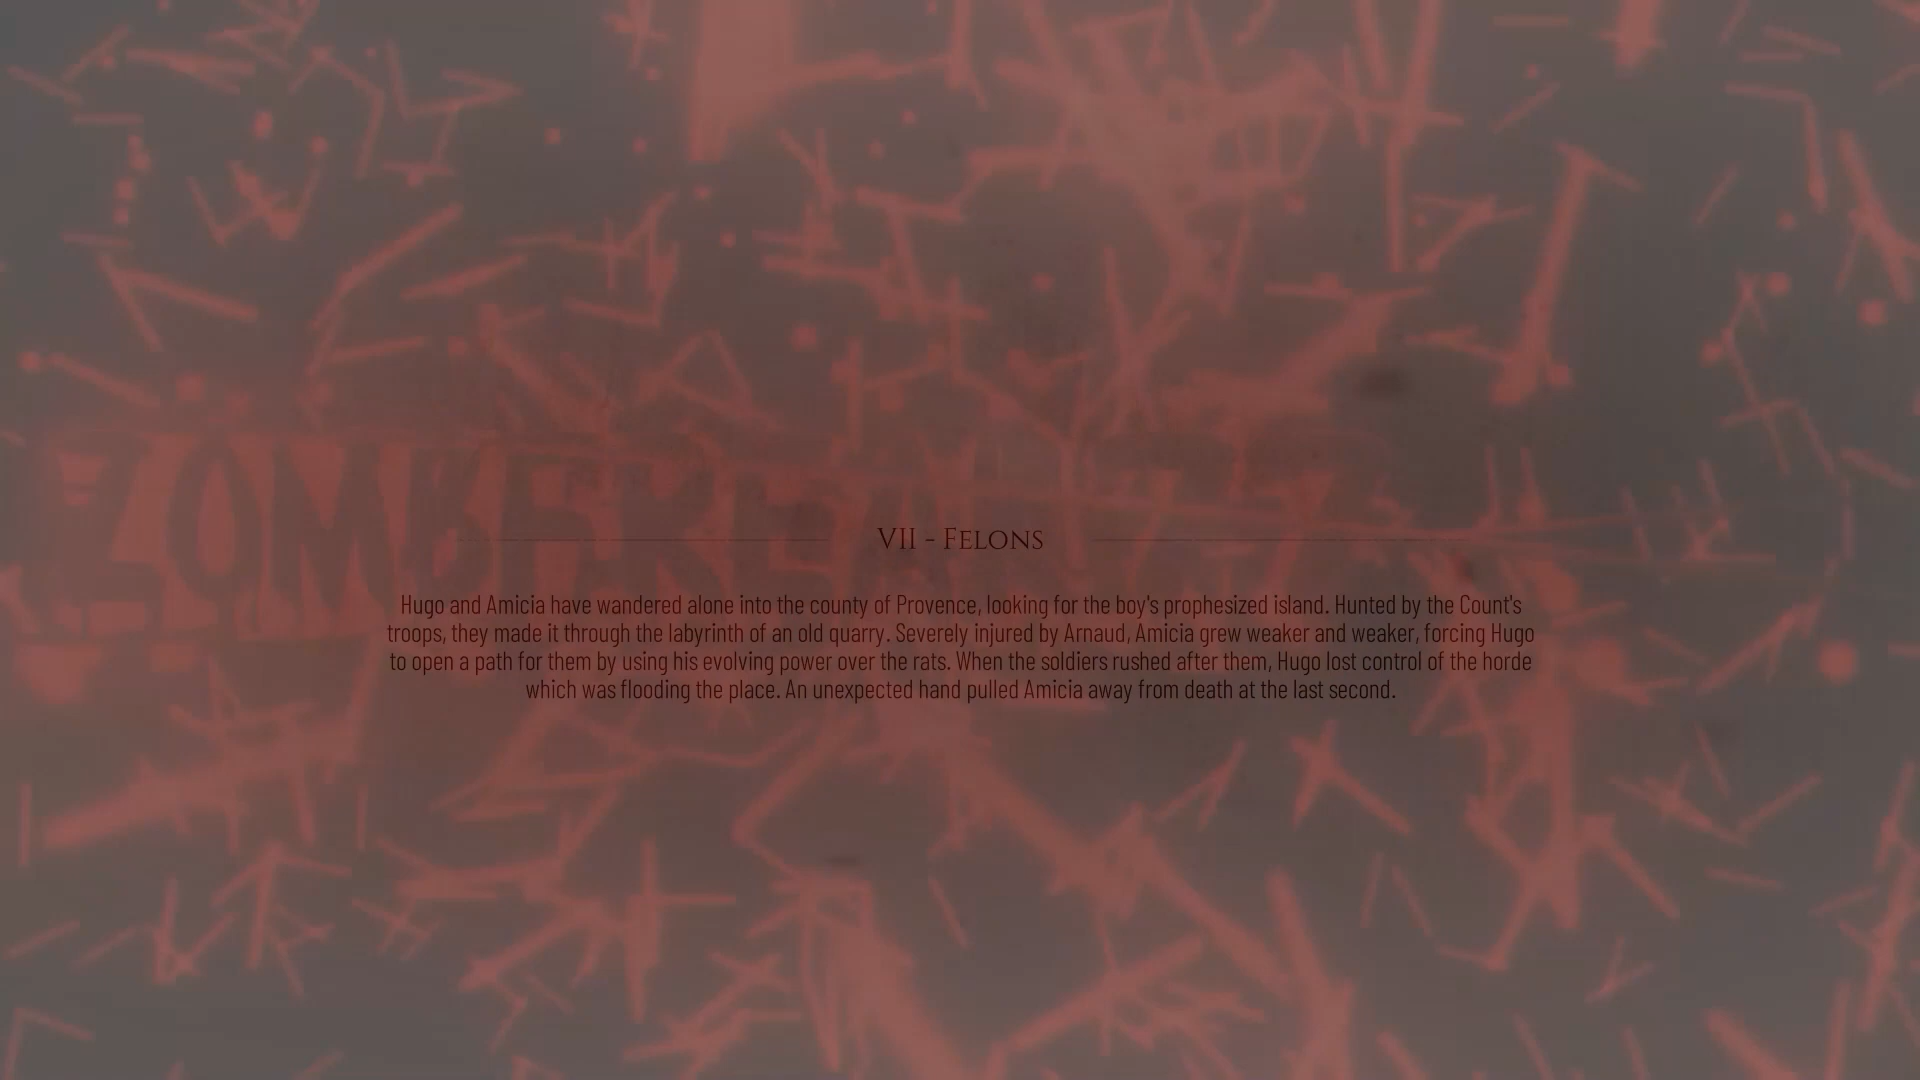 VII - Felons
Hugo and Amicia have wandered alone into the county of Provence, looking for the boy's prophesized island. Hunted by the Count's
troops, they made it through the labyrinth of an old quarry. Severely injured by Arnaud, Amicia grew weaker and weaker, forcing Hugo
to open a path for them by using his evolving power over the rats. When the soldiers rushed after them, Hugo lost control of the horde
which was flooding the place. An unexpected hand pulled Amicia away from death at the last second.